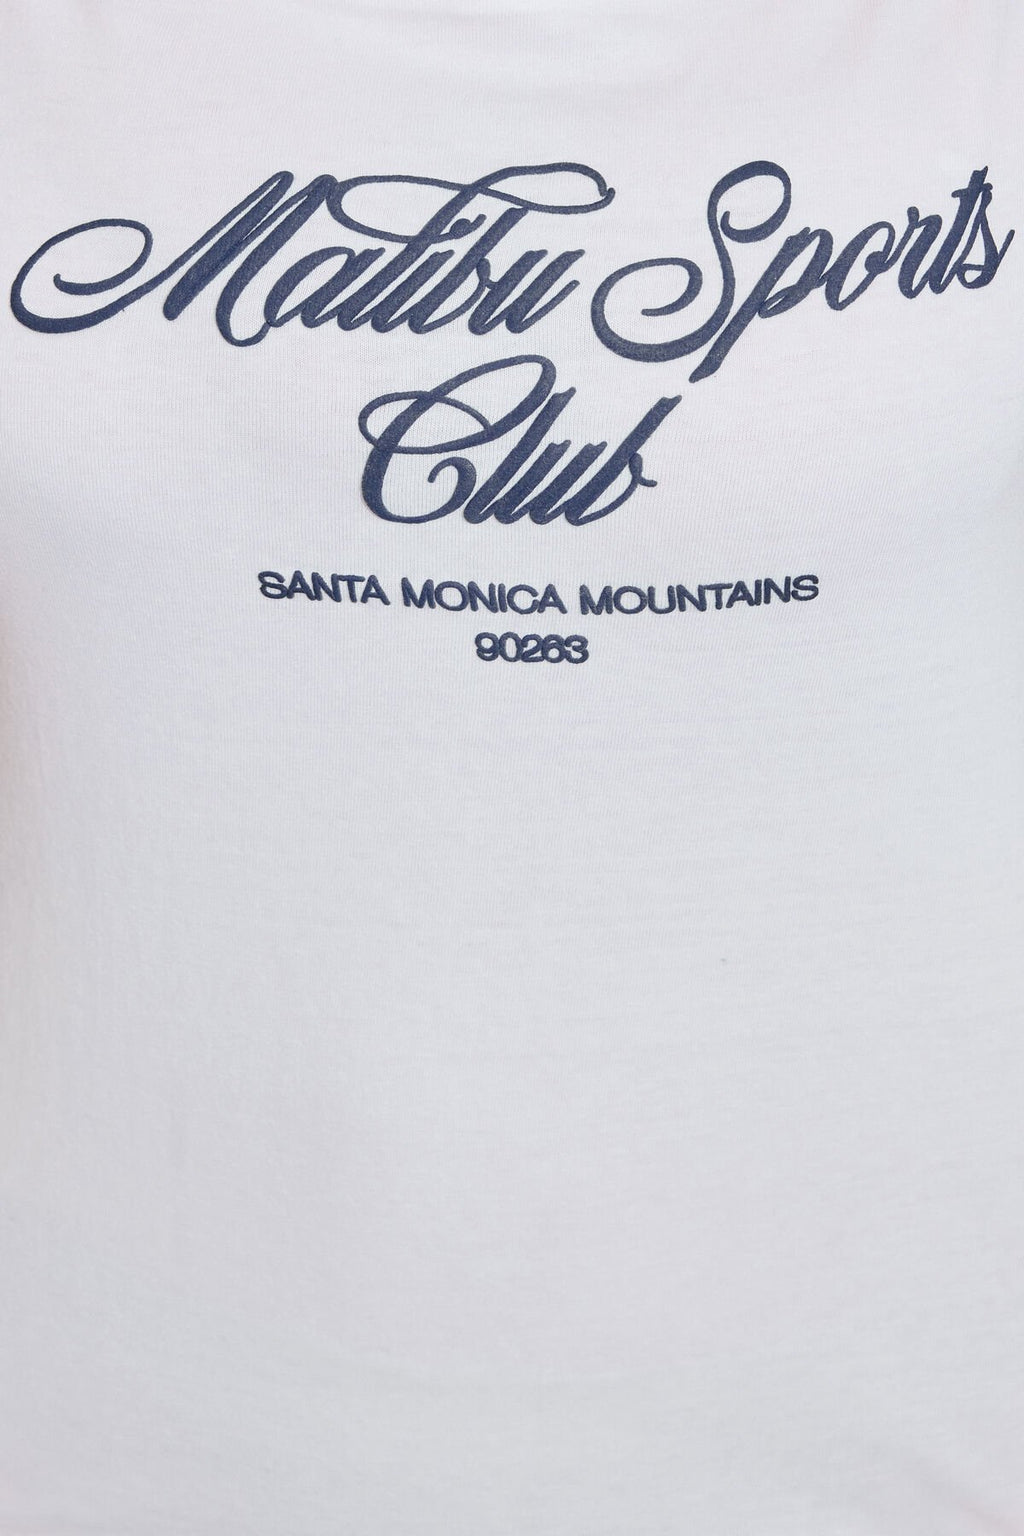 Malibu Sports
Club
SANTA MONICA MOUNTAINS
90263